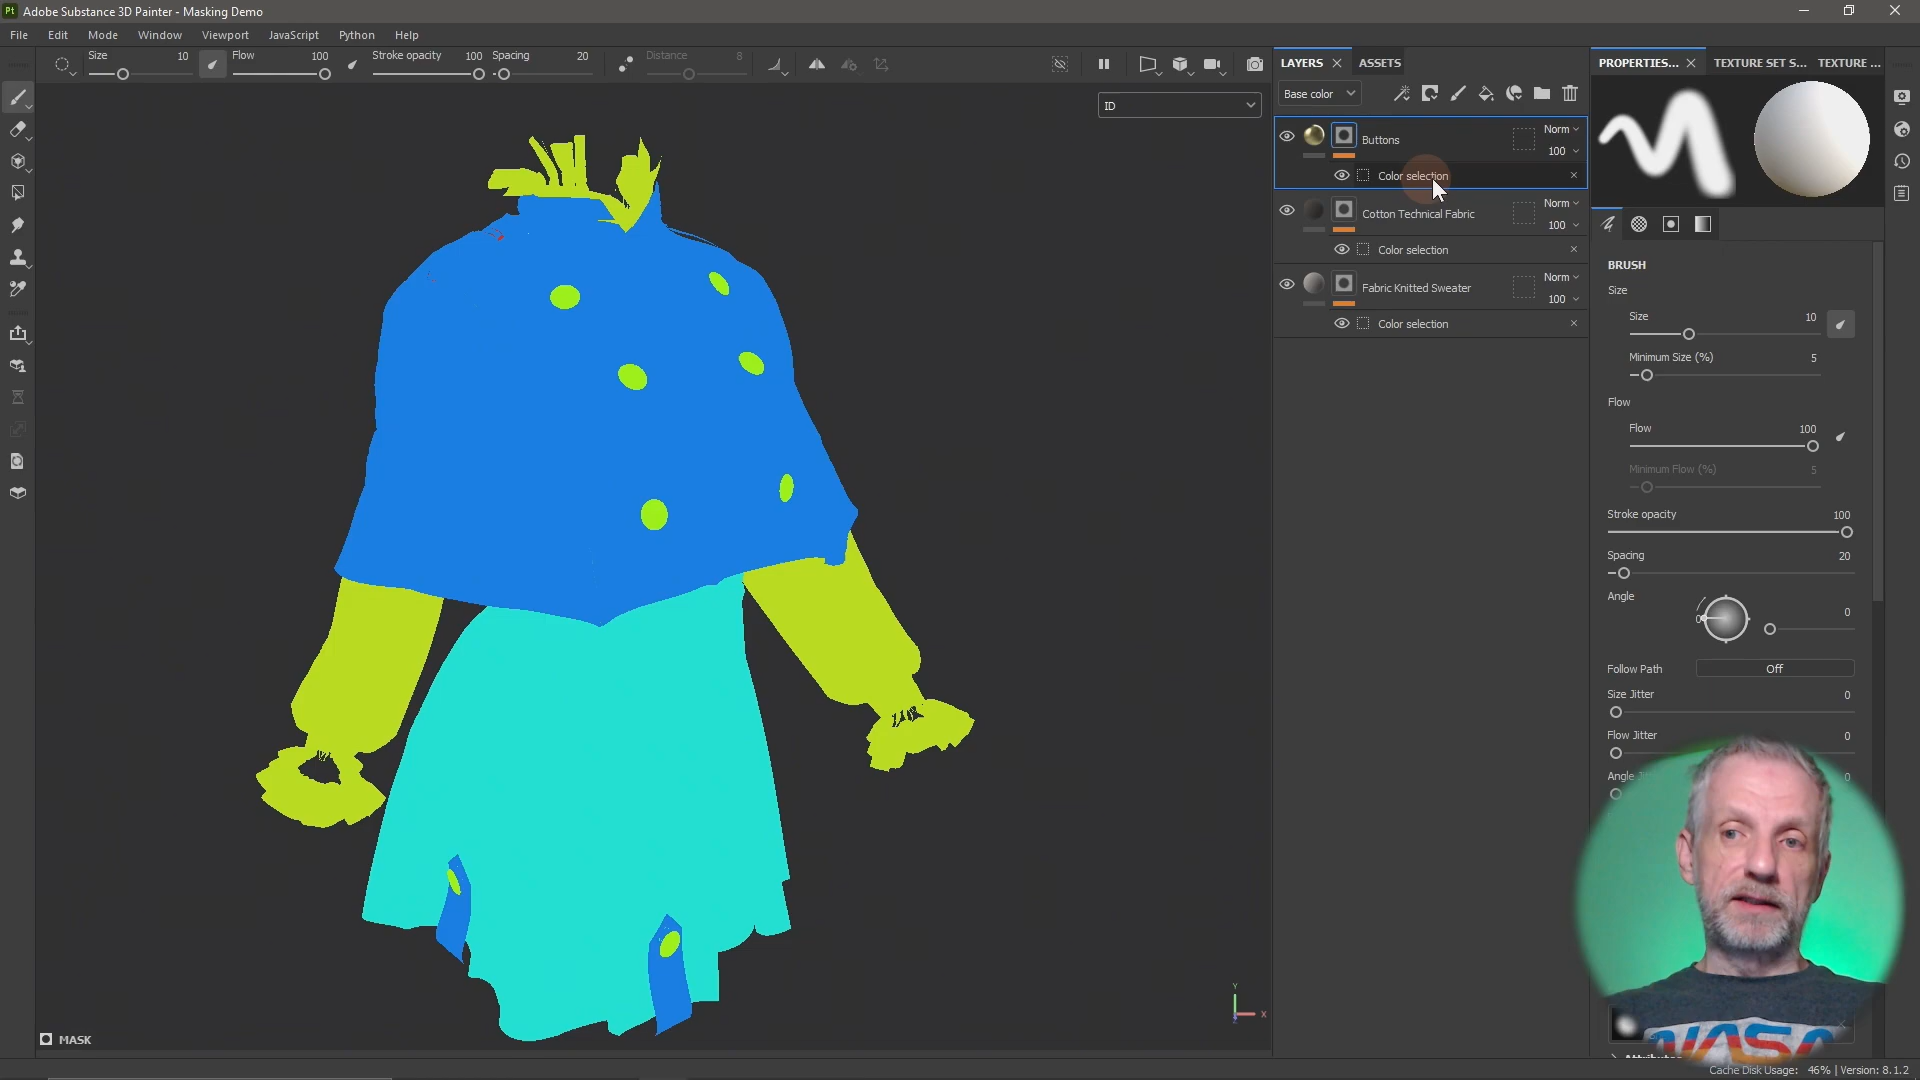 Pt Adobe Substance 3D Painter - Masking Demo
File Edit Mode Window Viewport JavaScript Python Help
Size 10 Flow 100 Stroke opacity 100 Spacing 20 Distance 8
LAYERS ASSETS
PROPERTIES... TEXTURE SET S... TEXTURE ...
Base color
ID
Buttons Norm
100
Color selection
Cotton Technical Fabric Norm
100
Color selection
Fabric Knitted Sweater Norm
100
Color selection
BRUSH
Size
Size 10
Minimum Size (%) 5
Flow
Flow 100
Minimum Flow (%) 5
Stroke opacity 100
Spacing 20
Angle 0
0
Follow Path Off
Size Jitter 0
Flow Jitter 0
Angle 0
Y
X
MASK
NASA
Cache Disk Usage: 46% | Version: 8.1.2